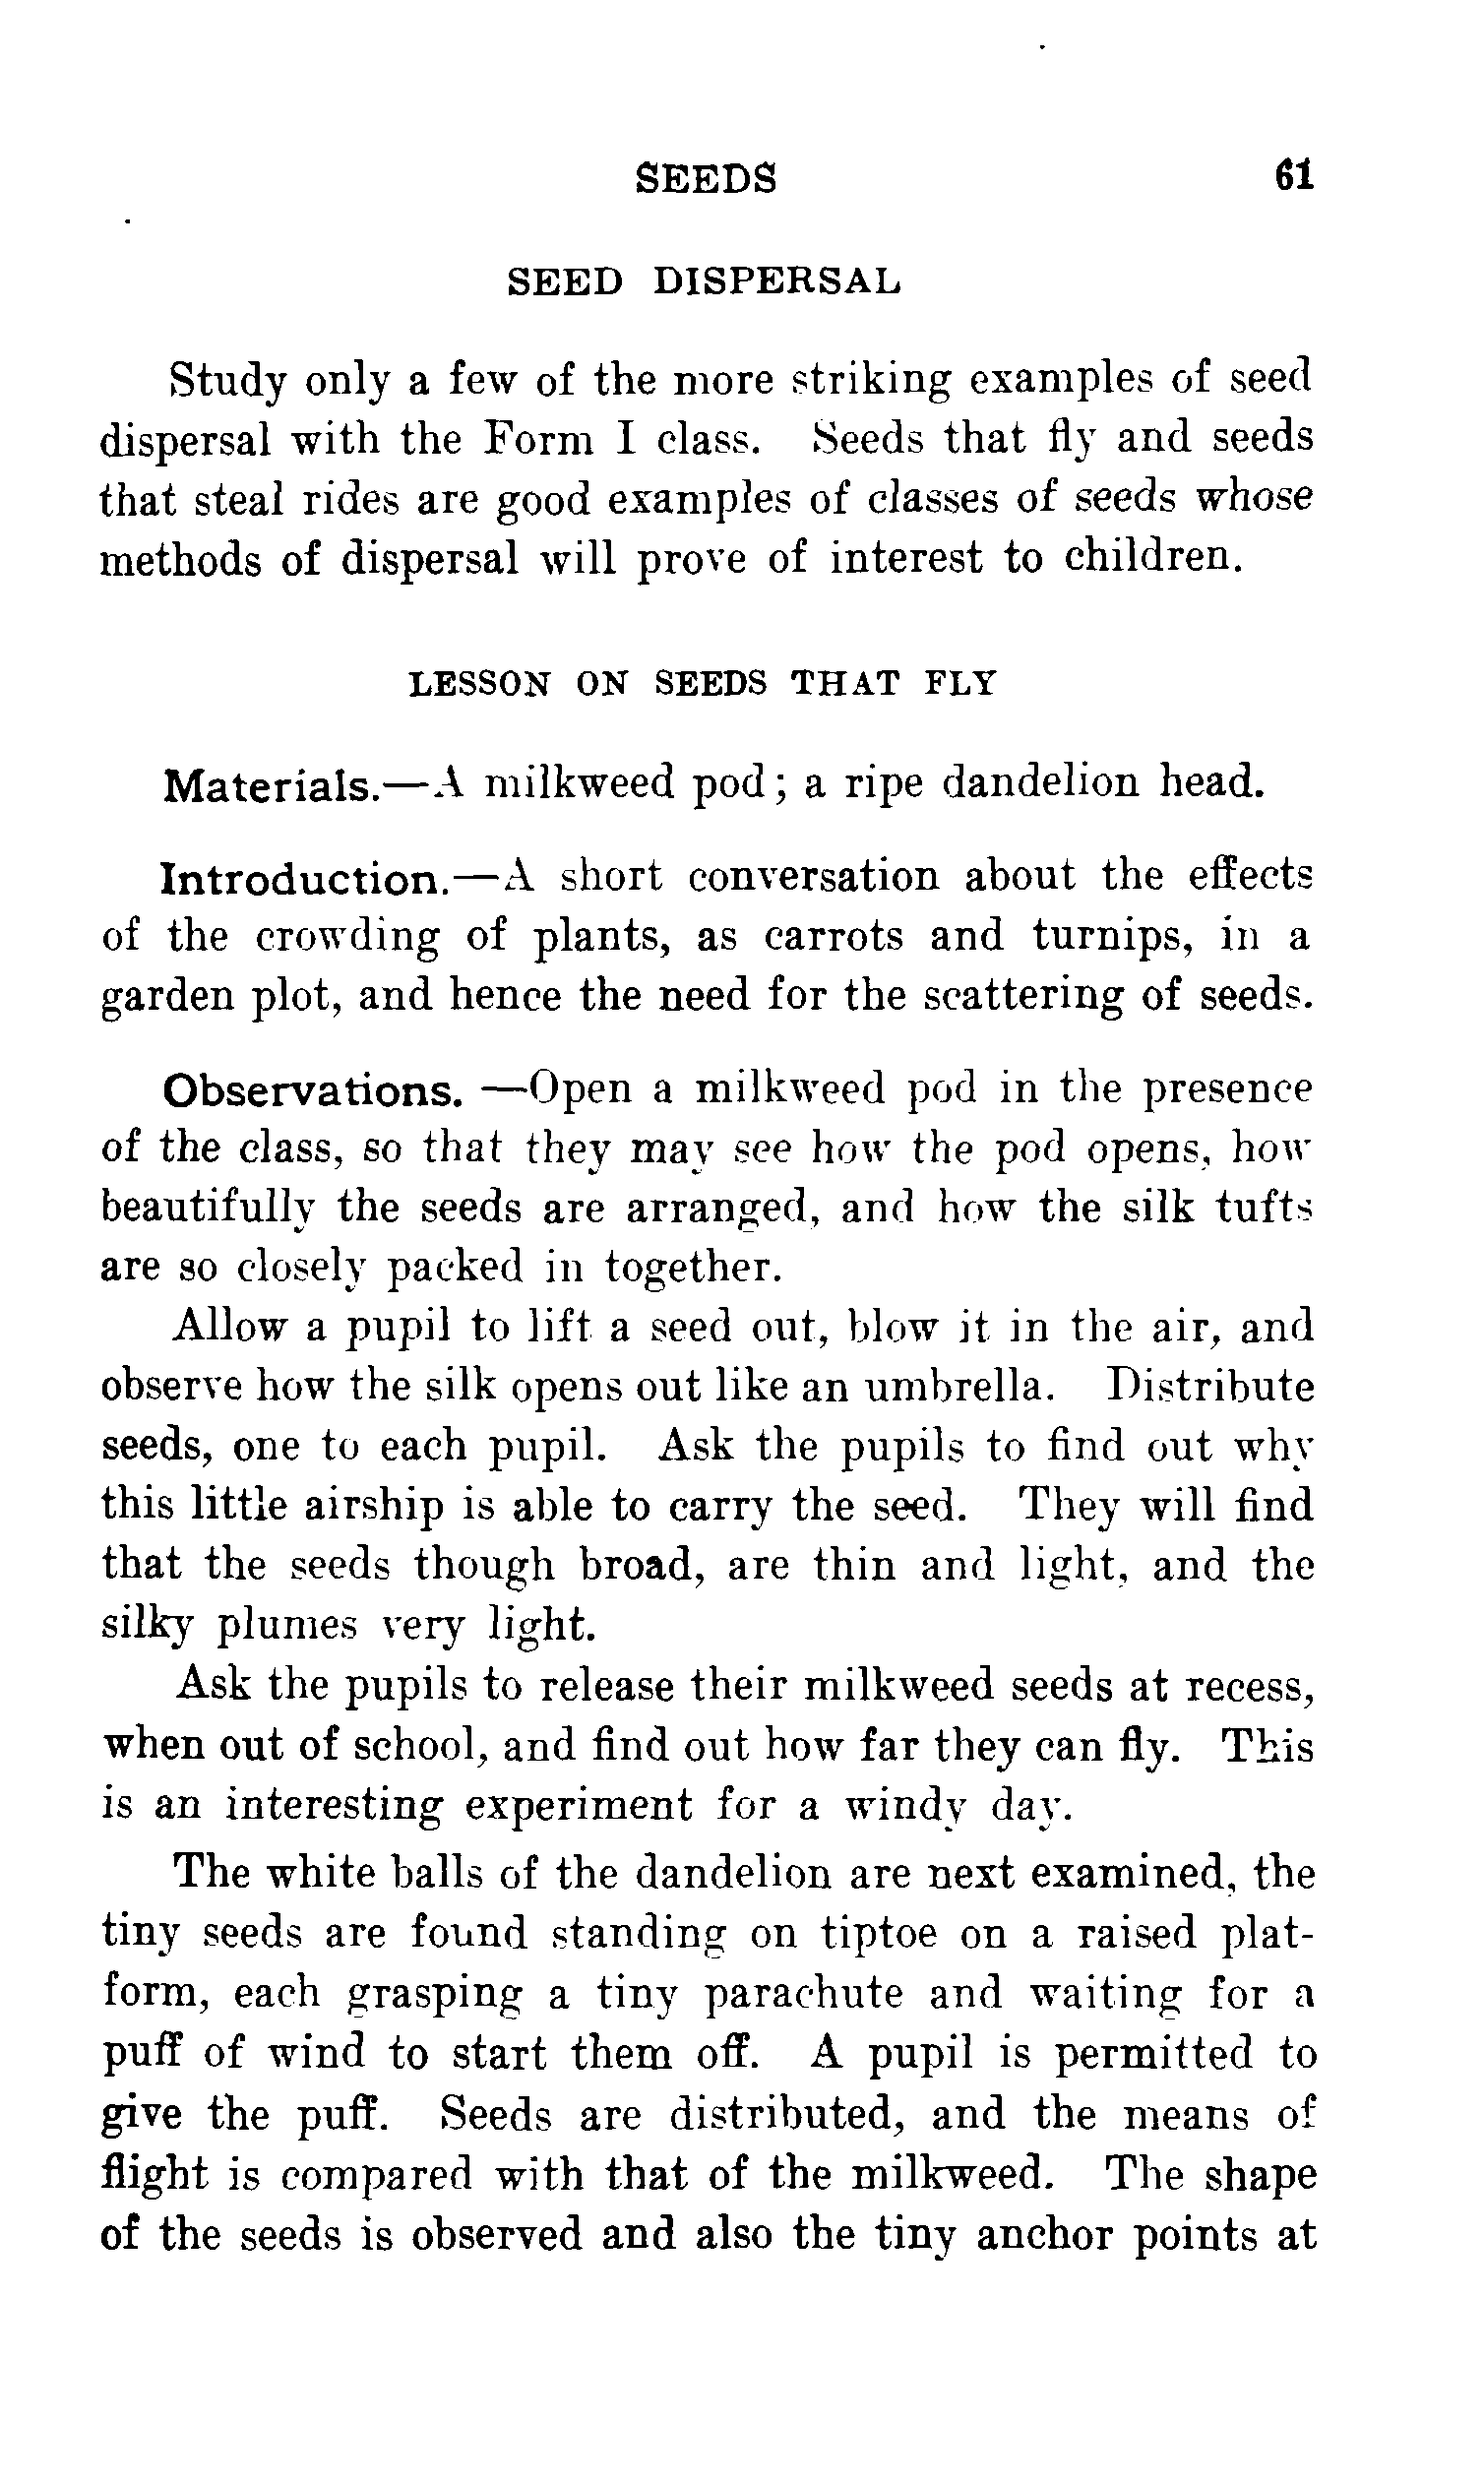 SEEDS 61
SEED DISPERSAL
Study only a few of the more striking examples of seed
dispersal with the Form I class. Seeds that fly and seeds
that steal rides are good examples of classes of seeds whose
methods of dispersal will prove of interest to children.
LESSON ON SEEDS THAT FLY
Materials.—A milkweed pod; a ripe dandelion head.
Introduction.—A short conversation about the effects
of the crowding of plants, as carrots and turnips, in a
garden plot, and hence the need for the scattering of seeds.
Observations. —Open a milkweed pod in the presence
of the class, so that they may see how the pod opens, how
beautifully the seeds are arranged, and how the silk tufts
are so closely packed in together.
Allow a pupil to lift a seed out, blow it in the air, and
observe how the silk opens out like an umbrella. Distribute
seeds, one to each pupil. Ask the pupils to find out why
this little airship is able to carry the seed. They will find
that the seeds though broad, are thin and light, and the
silky plumes very light.
Ask the pupils to release their milkweed seeds at recess,
when out of school, and find out how far they can fly. This
is an interesting experiment for a windy day.
The white balls of the dandelion are next examined, the
tiny seeds are found standing on tiptoe on a raised plat-
form, each grasping a tiny parachute and waiting for a
puff of wind to start them off. A pupil is permitted to
give the puff. Seeds are distributed, and the means of
flight is compared with that of the milkweed. The shape
of the seeds is observed and also the tiny anchor points at